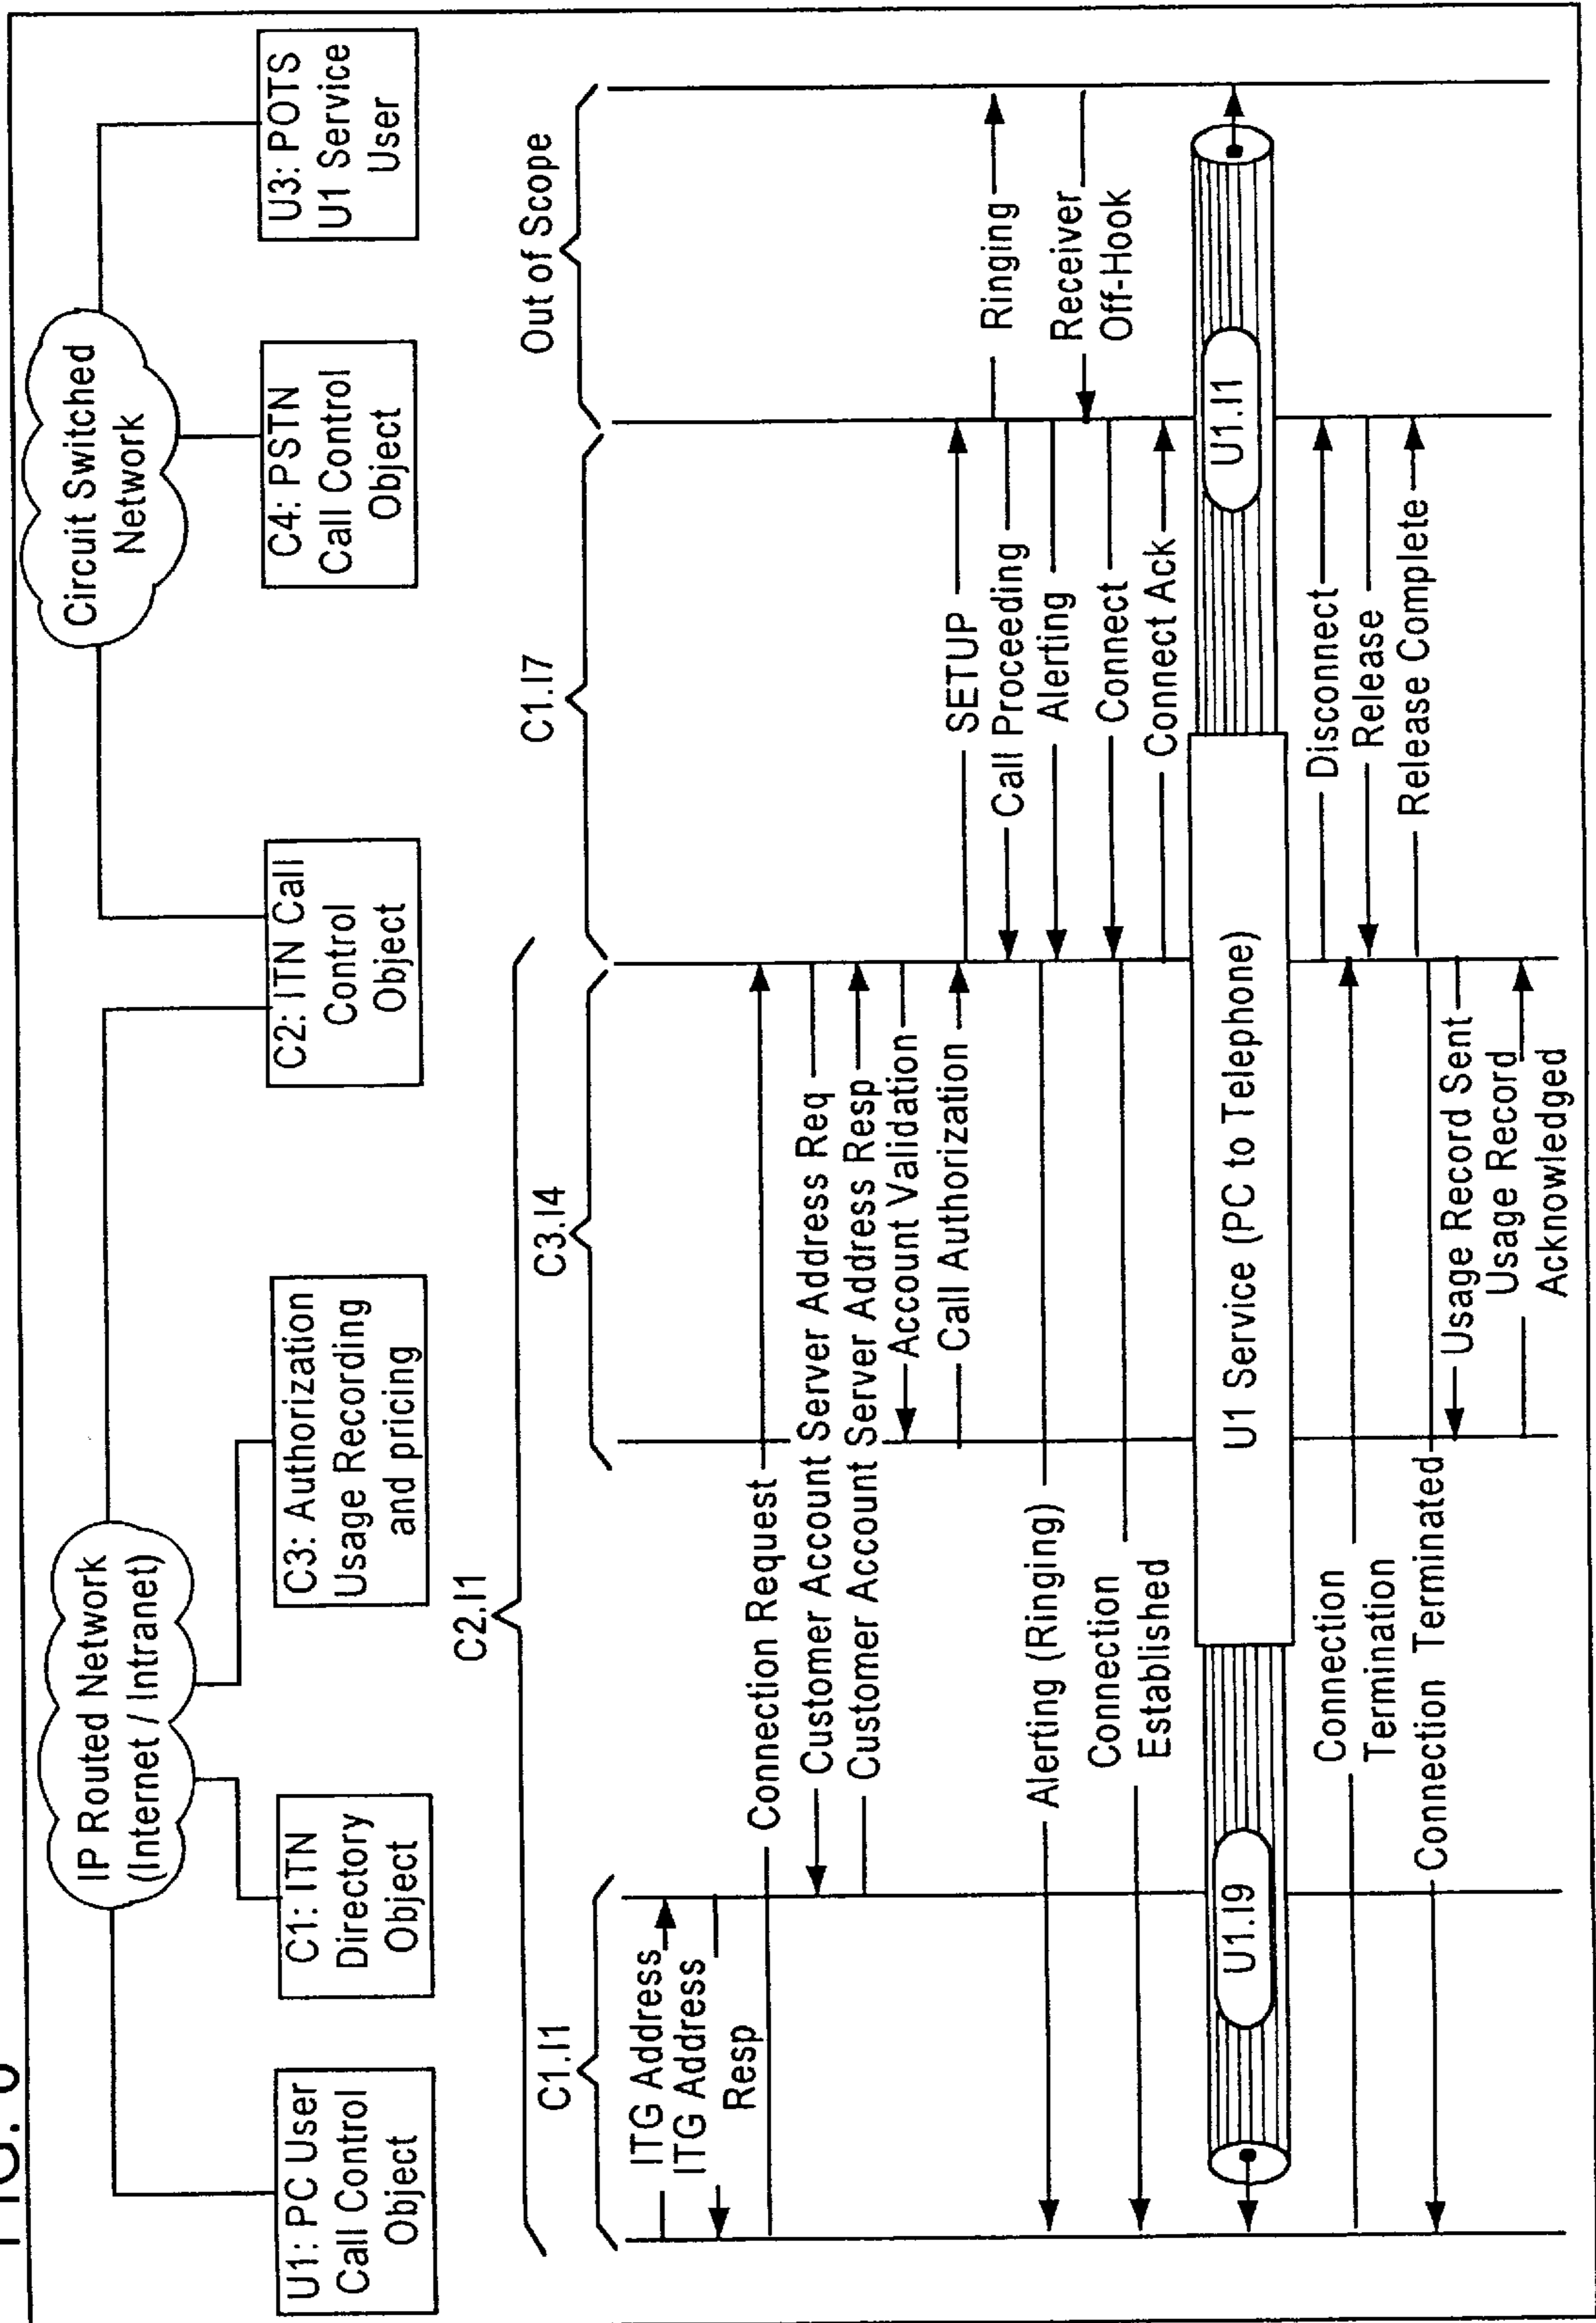 IP Routed Network
(Internet / Intranet)
Circuit Switched
Network
U1: PC User
Call Control
Object
C1: ITN
Directory
Object
C3: Authorization
Usage Recording
and pricing
C2: ITN Call
Control
Object
C4: PSTN
Call Control
Object
U3: POTS
U1 Service
User
C2.I1
C1.I1
C3.I4
C1.I7
Out of Scope
ITG Address
ITG Address
Resp
Connection Request
Customer Account Server Address Req
Customer Account Server Address Resp
Account Validation
Call Authorization
SETUP
Call Proceeding
Alerting
Connect
Connect Ack
Ringing
Receiver
Off-Hook
Alerting (Ringing)
Connection
Established
U1.I9
U1 Service (PC to Telephone)
U1.I1
Connection
Termination
Connection Terminated
Disconnect
Release
Release Complete
Usage Record Sent
Usage Record
Acknowledged